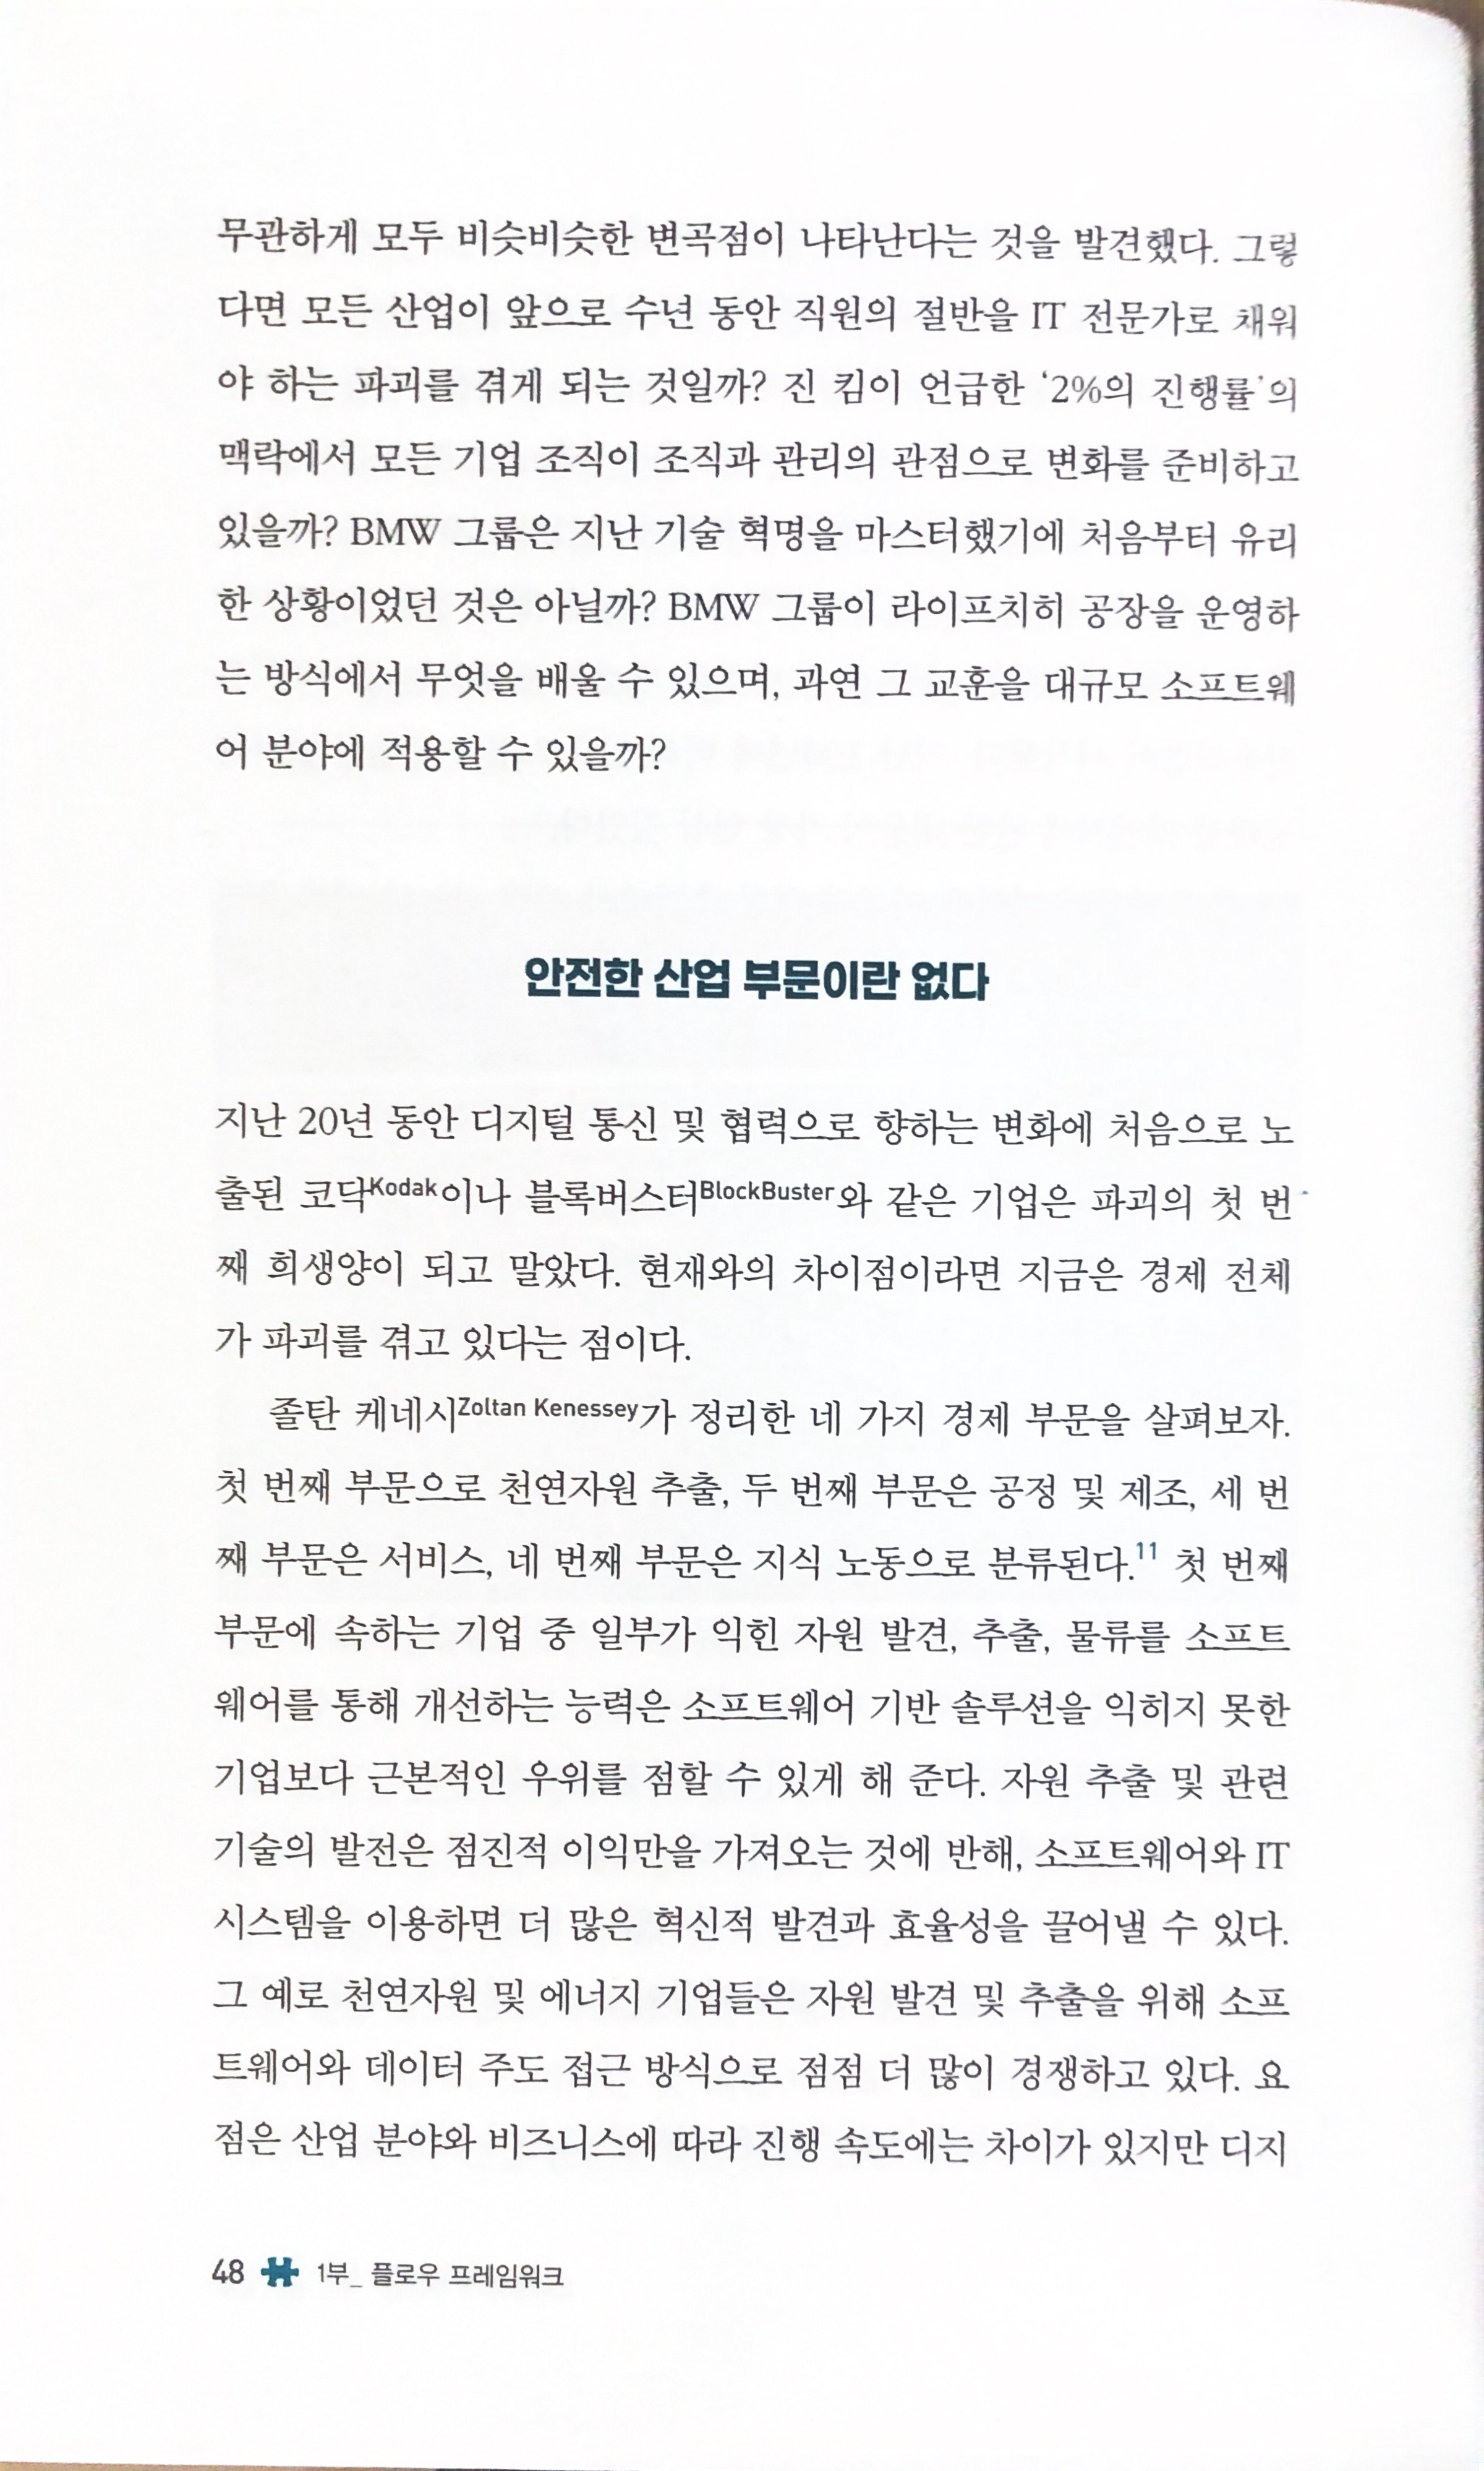 무관하게 모두 비슷비슷한 변곡점이 나타난다는 것을 발견했다. 그렇
다면 모든 산업이 앞으로 수년 동안 직원의 절반을 IT 전문가로 채워
야 하는 파괴를 겪게 되는 것일까? 진 킴이 언급한 ‘2%의 진행률’의
맥락에서 모든 기업 조직이 조직과 관리의 관점으로 변화를 준비하고
있을까? BMW 그룹은 지난 기술 혁명을 마스터했기에 처음부터 유리
한 상황이었던 것은 아닐까? BMW 그룹이 라이프치히 공장을 운영하
는 방식에서 무엇을 배울 수 있으며, 과연 그 교훈을 대규모 소프트웨
어 분야에 적용할 수 있을까?
안전한 산업 부문이란 없다
지난 20년 동안 디지털 통신 및 협력으로 향하는 변화에 처음으로 노
출된 코닥Kodak이나 블록버스터BlockBuster와 같은 기업은 파괴의 첫 번
째 희생양이 되고 말았다. 현재와의 차이점이라면 지금은 경제 전체
가 파괴를 겪고 있다는 점이다.
졸탄 케네시Zoltan Kenessey가 정리한 네 가지 경제 부문을 살펴보자.
첫 번째 부문으로 천연자원 추출, 두 번째 부문은 공정 및 제조, 세 번
째 부문은 서비스, 네 번째 부문은 지식 노동으로 분류된다.11 첫 번째
부문에 속하는 기업 중 일부가 익힌 자원 발견, 추출, 물류를 소프트
웨어를 통해 개선하는 능력은 소프트웨어 기반 솔루션을 익히지 못한
기업보다 근본적인 우위를 점할 수 있게 해 준다. 자원 추출 및 관련
기술의 발전은 점진적 이익만을 가져오는 것에 반해, 소프트웨어와 IT
시스템을 이용하면 더 많은 혁신적 발견과 효율성을 끌어낼 수 있다.
그 예로 천연자원 및 에너지 기업들은 자원 발견 및 추출을 위해 소프
트웨어와 데이터 주도 접근 방식으로 점점 더 많이 경쟁하고 있다. 요
점은 산업 분야와 비즈니스에 따라 진행 속도에는 차이가 있지만 디지
48 1부_ 플로우 프레임워크